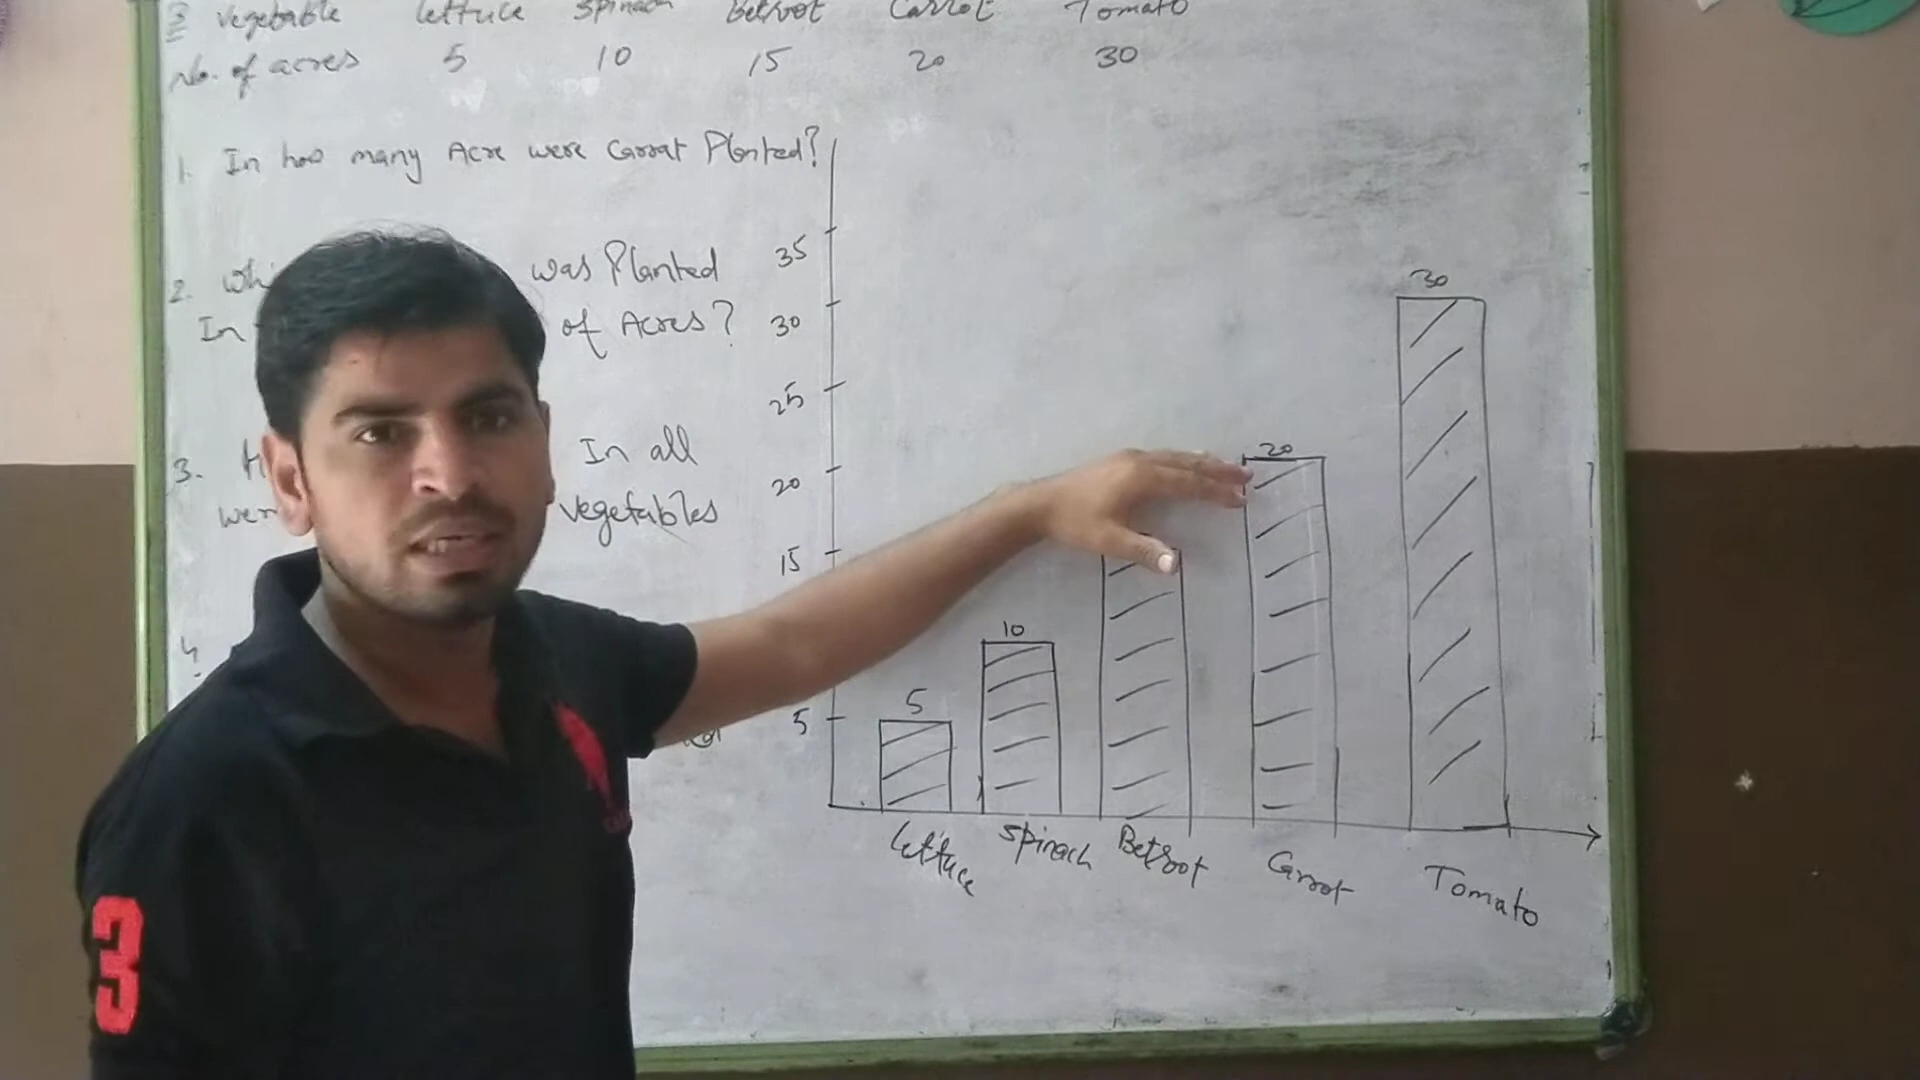 3 vegetable lettuce Spinach Betroot Carrot Tomato
No. of acres 5 10 15 20 30
1. In how many Acre were Carrot Planted?
2. was Planted
In of Acres?
3. In all
vegetables
4
35
30
25
20
15
5
5
10
20
30
lettuce Spinach Betroot Carrot Tomato
3